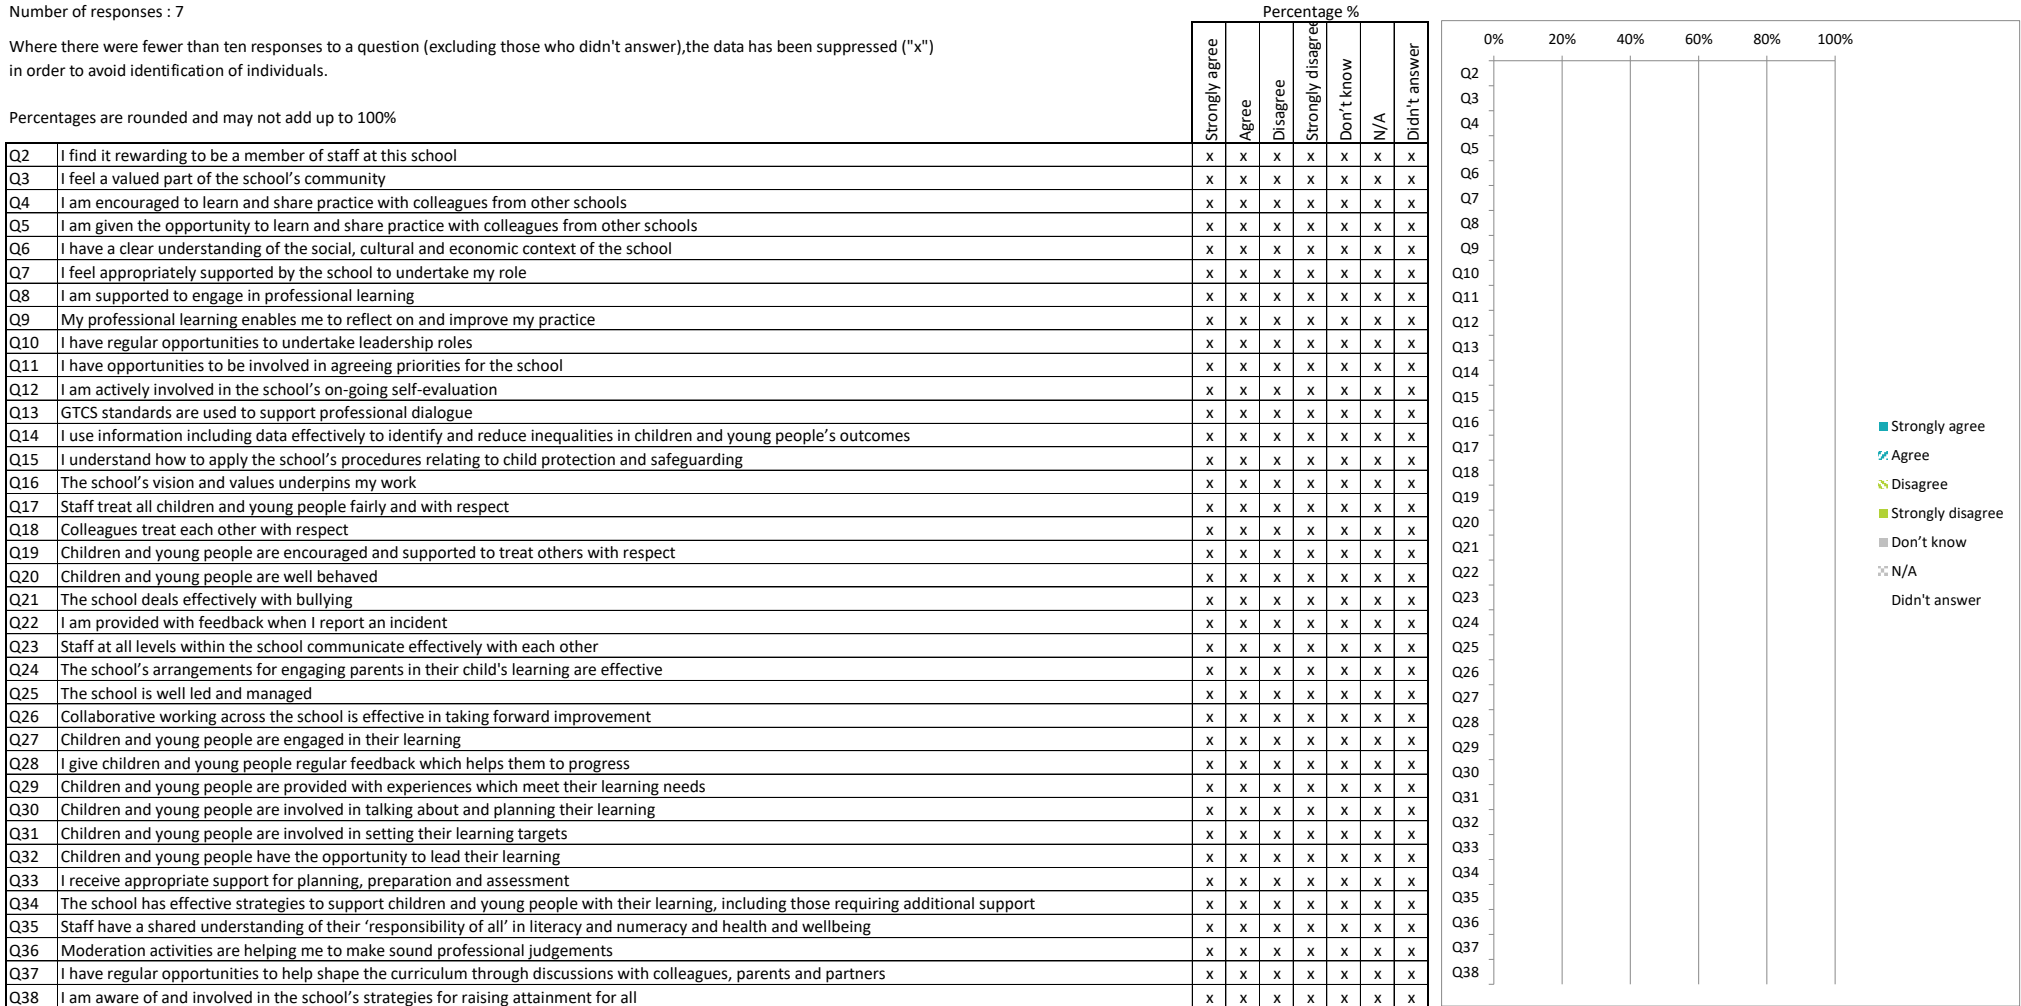 Number of responses : 7
Percentage %
Where there were fewer than ten responses to a question (excluding those who didn't answer),the data has been suppressed ("x")
in order to avoid identification of individuals.
Percentages are rounded and may not add up to 100%
Strongly agree
Agree
Disagree
Strongly disagree
Don't know
N/A
Didn't answer
Q2 I find it rewarding to be a member of staff at this school x x x x x x x
Q3 I feel a valued part of the school’s community x x x x x x x
Q4 I am encouraged to learn and share practice with colleagues from other schools x x x x x x x
Q5 I am given the opportunity to learn and share practice with colleagues from other schools x x x x x x x
Q6 I have a clear understanding of the social, cultural and economic context of the school x x x x x x x
Q7 I feel appropriately supported by the school to undertake my role x x x x x x x
Q8 I am supported to engage in professional learning x x x x x x x
Q9 My professional learning enables me to reflect on and improve my practice x x x x x x x
Q10 I have regular opportunities to undertake leadership roles x x x x x x x
Q11 I have opportunities to be involved in agreeing priorities for the school x x x x x x x
Q12 I am actively involved in the school’s on-going self-evaluation x x x x x x x
Q13 GTCS standards are used to support professional dialogue x x x x x x x
Q14 I use information including data effectively to identify and reduce inequalities in children and young people’s outcomes x x x x x x x
Q15 I understand how to apply the school’s procedures relating to child protection and safeguarding x x x x x x x
Q16 The school’s vision and values underpins my work x x x x x x x
Q17 Staff treat all children and young people fairly and with respect x x x x x x x
Q18 Colleagues treat each other with respect x x x x x x x
Q19 Children and young people are encouraged and supported to treat others with respect x x x x x x x
Q20 Children and young people are well behaved x x x x x x x
Q21 The school deals effectively with bullying x x x x x x x
Q22 I am provided with feedback when I report an incident x x x x x x x
Q23 Staff at all levels within the school communicate effectively with each other x x x x x x x
Q24 The school’s arrangements for engaging parents in their child's learning are effective x x x x x x x
Q25 The school is well led and managed x x x x x x x
Q26 Collaborative working across the school is effective in taking forward improvement x x x x x x x
Q27 Children and young people are engaged in their learning x x x x x x x
Q28 I give children and young people regular feedback which helps them to progress x x x x x x x
Q29 Children and young people are provided with experiences which meet their learning needs x x x x x x x
Q30 Children and young people are involved in talking about and planning their learning x x x x x x x
Q31 Children and young people are involved in setting their learning targets x x x x x x x
Q32 Children and young people have the opportunity to lead their learning x x x x x x x
Q33 I receive appropriate support for planning, preparation and assessment x x x x x x x
Q34 The school has effective strategies to support children and young people with their learning, including those requiring additional support x x x x x x x
Q35 Staff have a shared understanding of their ‘responsibility of all’ in literacy and numeracy and health and wellbeing x x x x x x x
Q36 Moderation activities are helping me to make sound professional judgements x x x x x x x
Q37 I have regular opportunities to help shape the curriculum through discussions with colleagues, parents and partners x x x x x x x
Q38 I am aware of and involved in the school’s strategies for raising attainment for all x x x x x x x
0% 20% 40% 60% 80% 100%
Q2
Q3
Q4
Q5
Q6
Q7
Q8
Q9
Q10
Q11
Q12
Q13
Q14
Q15
Q16
Q17
Q18
Q19
Q20
Q21
Q22
Q23
Q24
Q25
Q26
Q27
Q28
Q29
Q30
Q31
Q32
Q33
Q34
Q35
Q36
Q37
Q38
Strongly agree
Agree
Disagree
Strongly disagree
Don’t know
N/A
Didn't answer